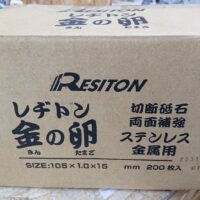 RESITON
レヂトン
金の卵
きん たまご
切断砥石
両面補強
ステンレス
金属用
SIZE:105×1.0×15 mm 200枚入